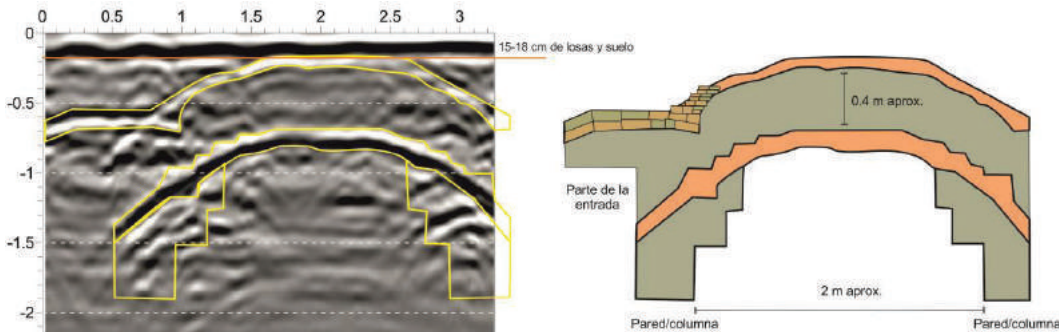 0 0.5 1 1.5 2 2.5 3
0
-0.5
-1
-1.5
-2
15-18 cm de losas y suelo
0.4 m aprox.
Parte de la
entrada
2 m aprox.
Pared/columna
Pared/columna